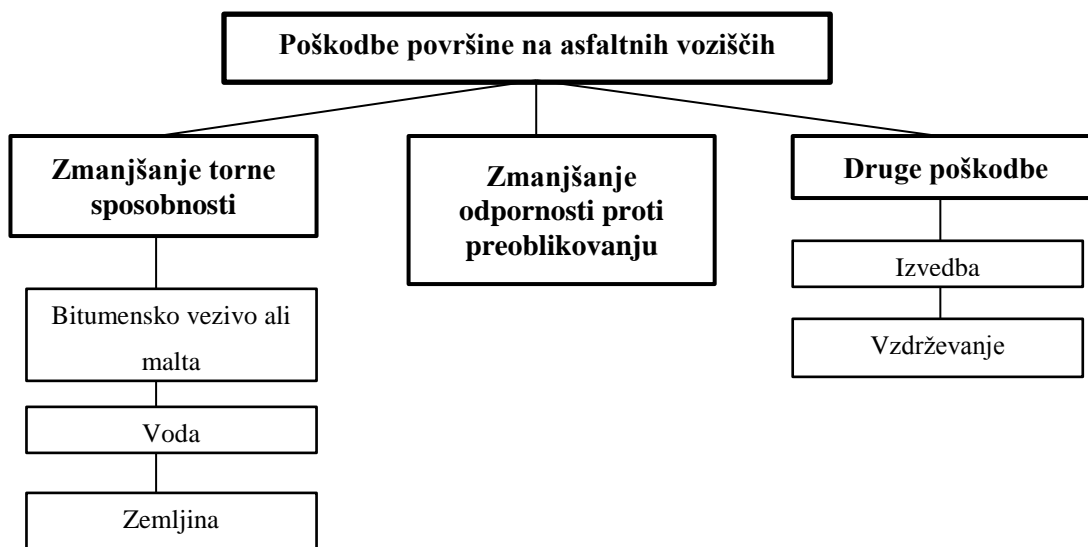 Poškodbe površine na asfaltnih voziščih
Zmanjšanje torne
sposobnosti
Bitumensko vezivo ali
malta
Voda
Zemljina
Zmanjšanje
odpornosti proti
preoblikovanju
Druge poškodbe
Izvedba
Vzdrževanje